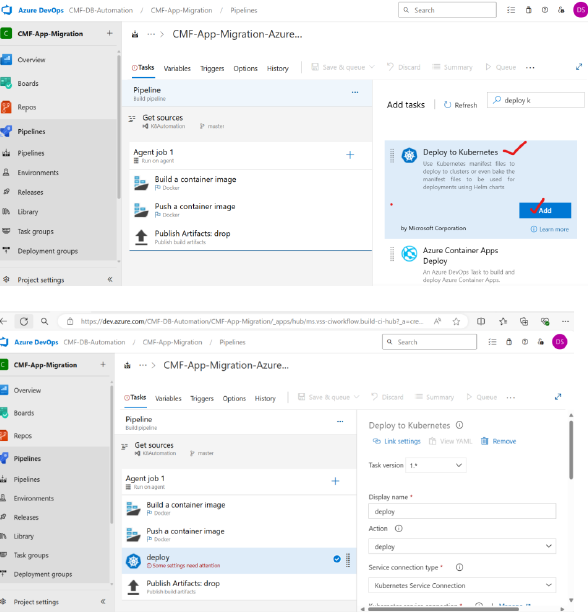 Azure DevOps CMF-DB-Automation / CMF-App-Migration / Pipelines Search DS
C CMF-App-Migration +
··· > CMF-App-Migration-Azure...
Overview
Boards
Repos
Pipelines
Pipelines
Environments
Releases
Library
Task groups
Deployment groups
Project settings «
Tasks Variables Triggers Options History Save & queue Discard Summary Queue ···
Pipeline ···
Build pipeline
Get sources
K6Automation master
Agent job 1 +
Run on agent
Build a container image
Docker
Push a container image
Docker
Publish Artifacts: drop
Publish build artifacts
Add tasks Refresh deploy k
Deploy to Kubernetes
Use Kubernetes manifest files to
deploy to clusters or even bake the
manifest files to be used for
deployments using Helm charts
Add
by Microsoft Corporation Learn more
Azure Container Apps
Deploy
An Azure DevOps Task to build and
deploy Azure Container Apps.
https://dev.azure.com/CMF-DB-Automation/CMF-App-Migration/_apps/hub/ms.vss-ciworkflow.build-ci-hub?_a=cre...
Azure DevOps CMF-DB-Automation / CMF-App-Migration / Pipelines Search DS
C CMF-App-Migration +
··· > CMF-App-Migration-Azure...
Overview
Boards
Repos
Pipelines
Pipelines
Environments
Releases
Library
Task groups
Deployment groups
Project settings «
Tasks Variables Triggers Options History Save & queue Discard Summary Queue ···
Pipeline ···
Build pipeline
Get sources
K6Automation master
Agent job 1 +
Run on agent
Build a container image
Docker
Push a container image
Docker
deploy
Some settings need attention
Publish Artifacts: drop
Publish build artifacts
Deploy to Kubernetes
Link settings View YAML Remove
Task version 1.*
Display name *
deploy
Action
deploy
Service connection type *
Kubernetes Service Connection